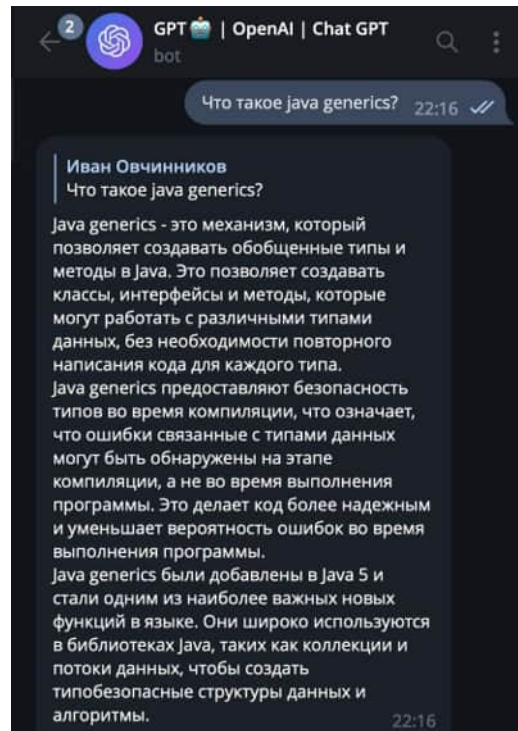 2
GPT🤖 | OpenAI | Chat GPT
bot
Что такое java generics? 22:16
Иван Овчинников
Что такое java generics?
Java generics - это механизм, который
позволяет создавать обобщенные типы и
методы в Java. Это позволяет создавать
классы, интерфейсы и методы, которые
могут работать с различными типами
данных, без необходимости повторного
написания кода для каждого типа.
Java generics предоставляют безопасность
типов во время компиляции, что означает,
что ошибки связанные с типами данных
могут быть обнаружены на этапе
компиляции, а не во время выполнения
программы. Это делает код более надежным
и уменьшает вероятность ошибок во время
выполнения программы.
Java generics были добавлены в Java 5 и
стали одним из наиболее важных новых
функций в языке. Они широко используются
в библиотеках Java, таких как коллекции и
потоки данных, чтобы создать
типобезопасные структуры данных и
алгоритмы. 22:16